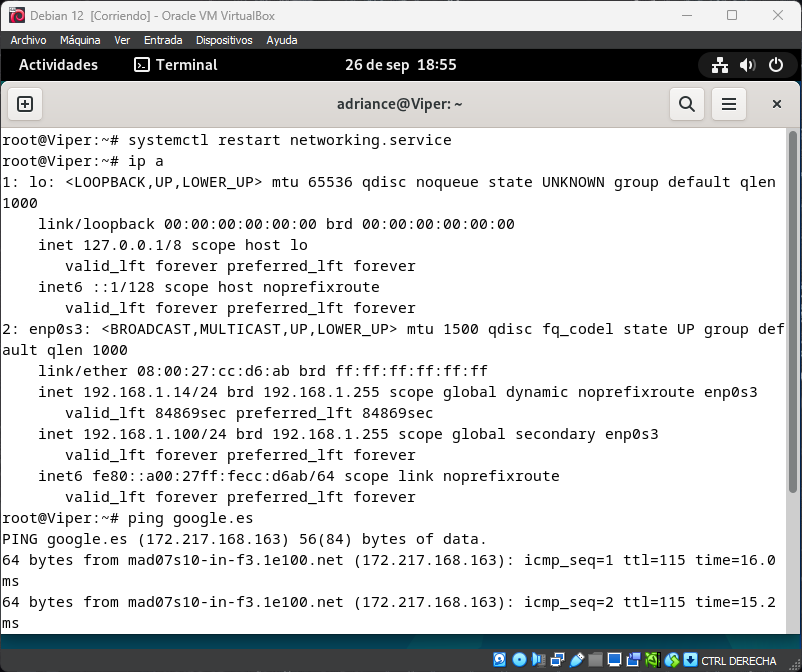 Debian 12 [Corriendo] - Oracle VM VirtualBox
Archivo Máquina Ver Entrada Dispositivos Ayuda
Actividades Terminal 26 de sep 18:55
adriance@Viper: ~
root@Viper:~# systemctl restart networking.service
root@Viper:~# ip a
1: lo: <LOOPBACK,UP,LOWER_UP> mtu 65536 qdisc noqueue state UNKNOWN group default qlen
1000
    link/loopback 00:00:00:00:00:00 brd 00:00:00:00:00:00
    inet 127.0.0.1/8 scope host lo
       valid_lft forever preferred_lft forever
    inet6 ::1/128 scope host noprefixroute
       valid_lft forever preferred_lft forever
2: enp0s3: <BROADCAST,MULTICAST,UP,LOWER_UP> mtu 1500 qdisc fq_codel state UP group def
ault qlen 1000
    link/ether 08:00:27:cc:d6:ab brd ff:ff:ff:ff:ff:ff
    inet 192.168.1.14/24 brd 192.168.1.255 scope global dynamic noprefixroute enp0s3
       valid_lft 84869sec preferred_lft 84869sec
    inet 192.168.1.100/24 brd 192.168.1.255 scope global secondary enp0s3
       valid_lft forever preferred_lft forever
    inet6 fe80::a00:27ff:fecc:d6ab/64 scope link noprefixroute
       valid_lft forever preferred_lft forever
root@Viper:~# ping google.es
PING google.es (172.217.168.163) 56(84) bytes of data.
64 bytes from mad07s10-in-f3.1e100.net (172.217.168.163): icmp_seq=1 ttl=115 time=16.0
ms
64 bytes from mad07s10-in-f3.1e100.net (172.217.168.163): icmp_seq=2 ttl=115 time=15.2
ms
CTRL DERECHA